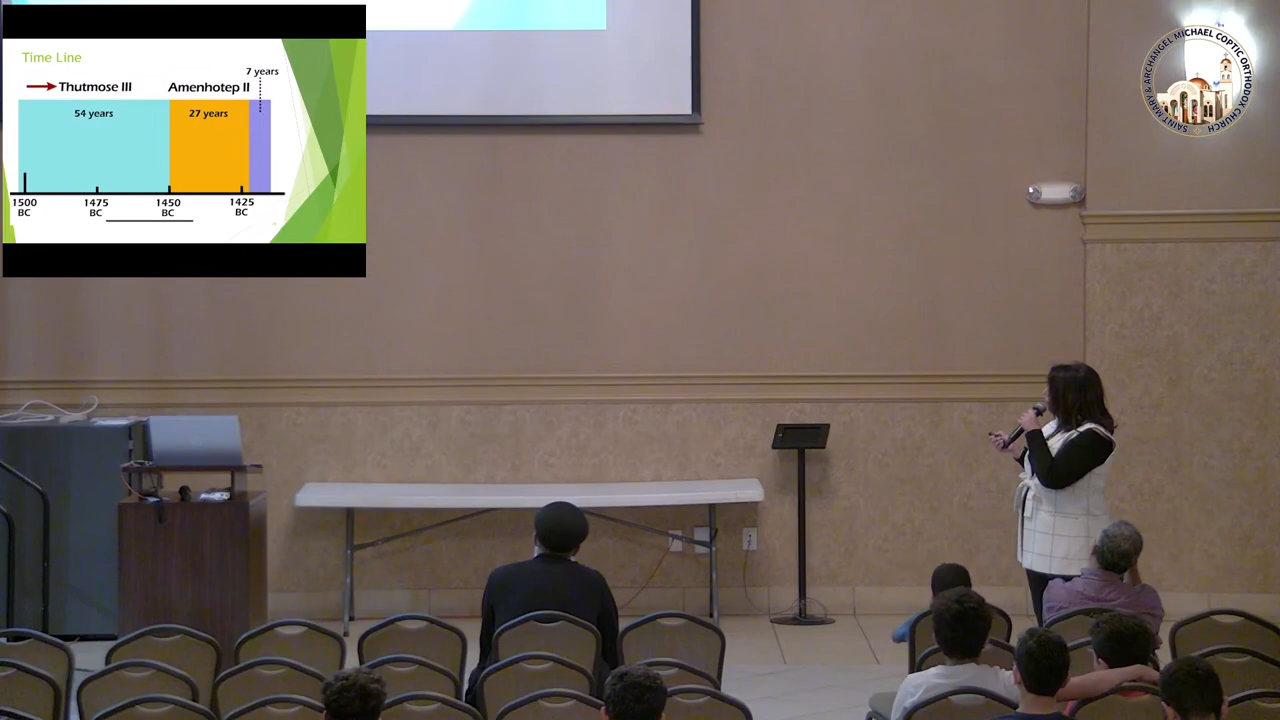 Time Line
7 years
Thutmose III
Amenhotep II
54 years
27 years
1500
BC
1475
BC
1450
BC
1425
BC
SAINT MARY & ARCHANGEL MICHAEL COPTIC ORTHODOX CHURCH